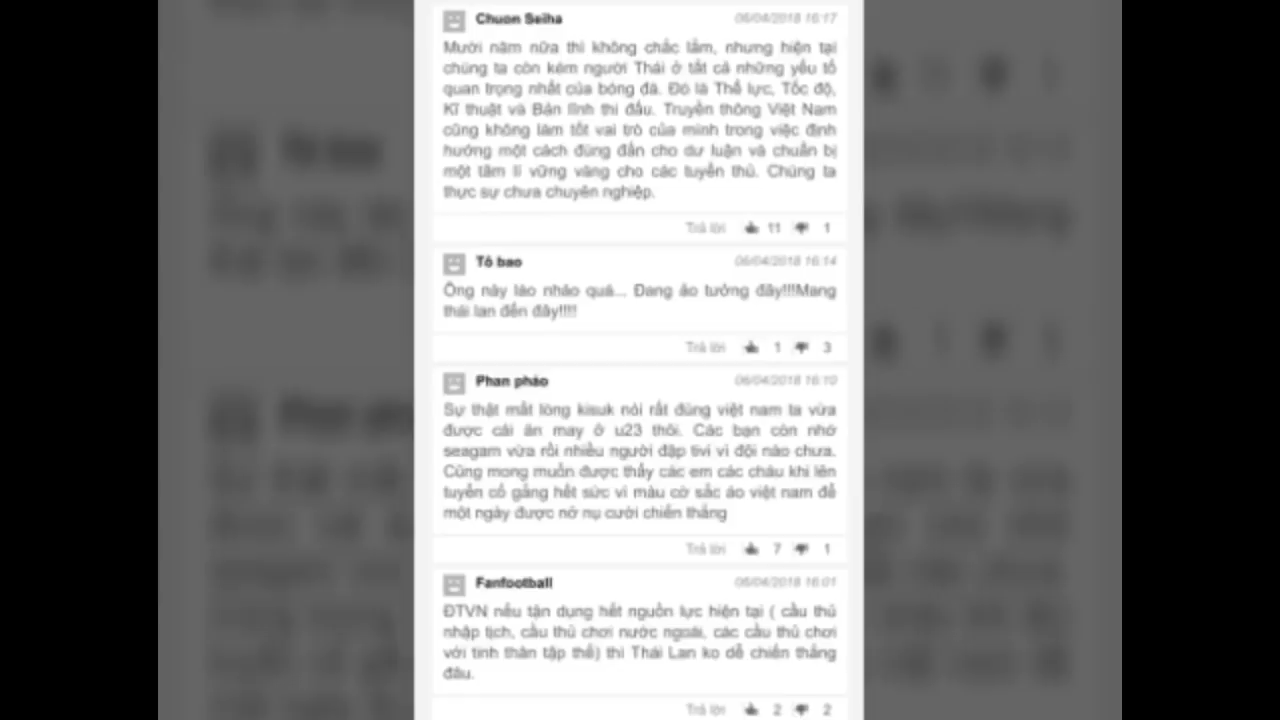 Chuon Seiha 06/04/2018 16:17
Mười năm nữa thì không chắc lắm, nhưng hiện tại
chúng ta còn kém người Thái ở tất cả những yếu tố
quan trọng nhất của bóng đá. Đó là Thể lực, Tốc độ,
Kĩ thuật và Bản lĩnh thi đấu. Truyền thông Việt Nam
cũng không làm tốt vai trò của mình trong việc định
hướng một cách đúng đắn cho dư luận và chuẩn bị
một tâm lí vững vàng cho các tuyển thủ. Chúng ta
thực sự chưa chuyên nghiệp.
Trả lời 11 1
Tô bao 06/04/2018 16:14
Ông này láo nháo quá... Đang ảo tưởng đây!!!Mang
thái lan đến đây!!!!
Trả lời 1 3
Phan pháo 06/04/2018 16:10
Sự thật mất lòng kisuk nói rất đúng việt nam ta vừa
được cái ăn may ở u23 thôi. Các bạn còn nhớ
seagam vừa rồi nhiều người đập tivi vì đội nào chưa.
Cũng mong muốn được thấy các em các cháu khi lên
tuyển cố gắng hết sức vì màu cờ sắc áo việt nam để
một ngày được nở nụ cười chiến thắng
Trả lời 7 1
Fanfootball 06/04/2018 16:01
ĐTVN nếu tận dụng hết nguồn lực hiện tại ( cầu thủ
nhập tịch, cầu thủ chơi nước ngoài, các cầu thủ chơi
với tinh thần tập thể) thì Thái Lan ko dễ chiến thắng
đâu.
Trả lời 2 2